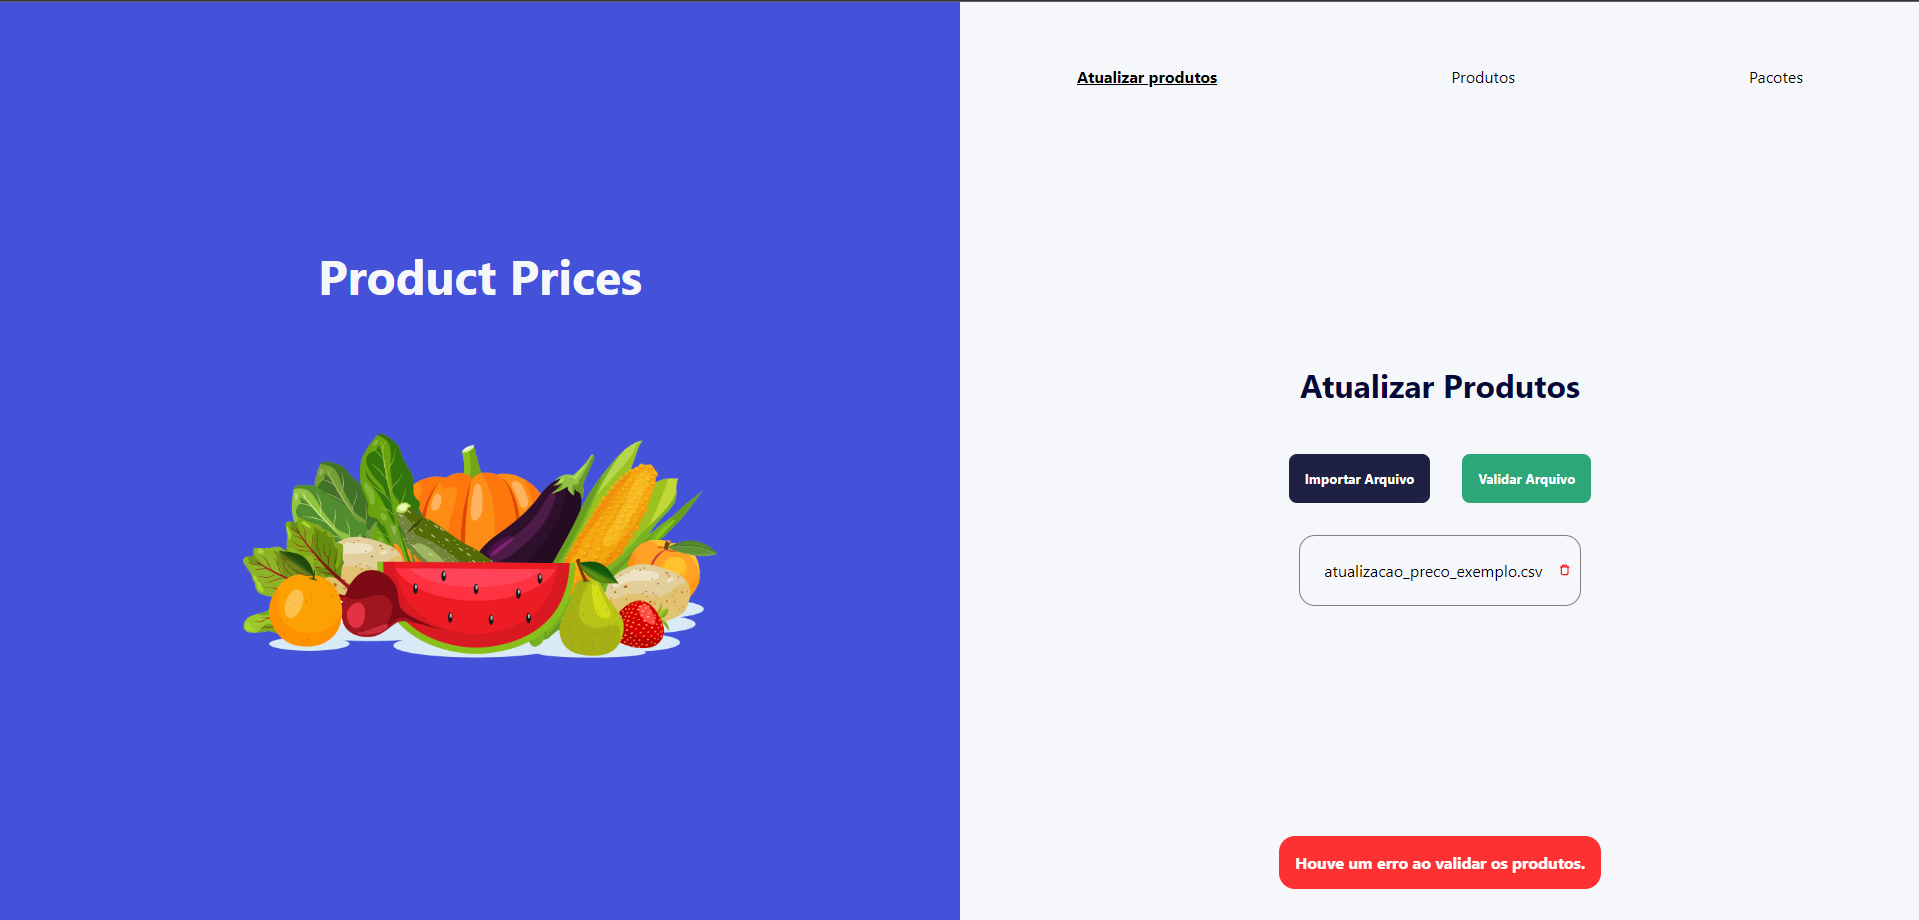 Product Prices
Atualizar produtos
Produtos
Pacotes
Atualizar Produtos
Importar Arquivo
Validar Arquivo
atualizacao_preco_exemplo.csv
Houve um erro ao validar os produtos.